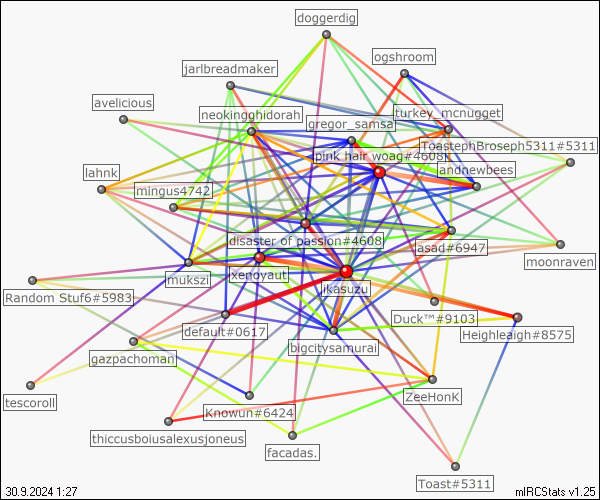 doggerdig
ogshroom
jarlbreadmaker
avelicious
turkey_mcnugget
neokingghidorah
gregor_samsa
ToastephBroseph5311#5311
pink hair woag#4608
andnewbees
lahnk
mingus4742
disaster of passion#4608
asad#6947
moonraven
mukszi
xenoyaut
likasuzu
Random Stuf6#5983
Duck™#9103
default#0617
Heighleaigh#8575
bigcitysamurai
gazpachoman
ZeeHonK
tescoroll
Knowun#6424
thiccusboiusalexusjoneus
facadas.
Toast#5311
30.9.2024 1:27
mIRCStats v1.25